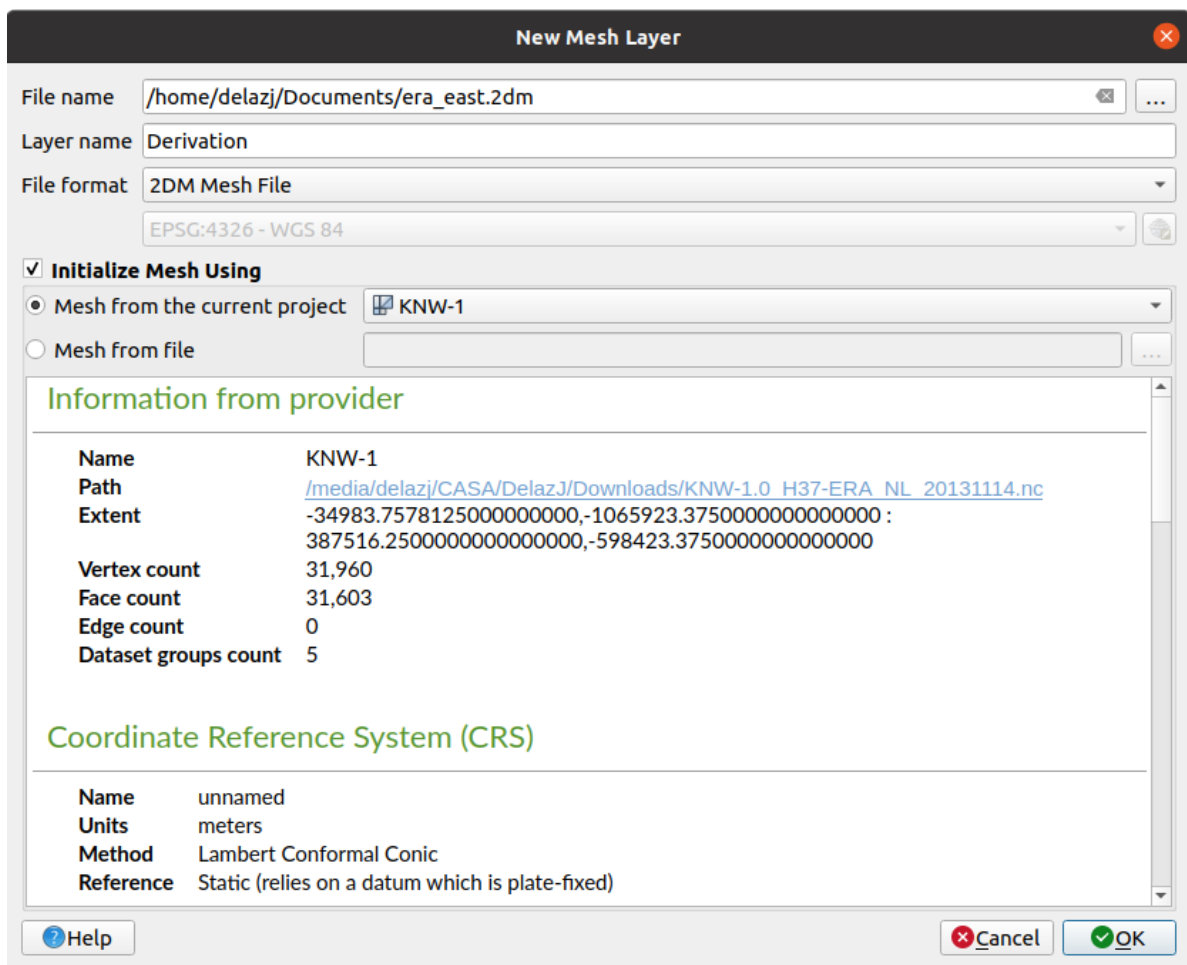 New Mesh Layer
File name /home/delazj/Documents/era_east.2dm ...
Layer name Derivation
File format 2DM Mesh File
EPSG:4326 - WGS 84
Initialize Mesh Using
Mesh from the current project KNW-1
Mesh from file ...
Information from provider
Name KNW-1
Path /media/delazj/CASA/DelazJ/Downloads/KNW-1.0_H37-ERA_NL_20131114.nc
Extent -34983.7578125000000000,-1065923.3750000000000000 :
387516.2500000000000000,-598423.3750000000000000
Vertex count 31,960
Face count 31,603
Edge count 0
Dataset groups count 5
Coordinate Reference System (CRS)
Name unnamed
Units meters
Method Lambert Conformal Conic
Reference Static (relies on a datum which is plate-fixed)
Help Cancel OK